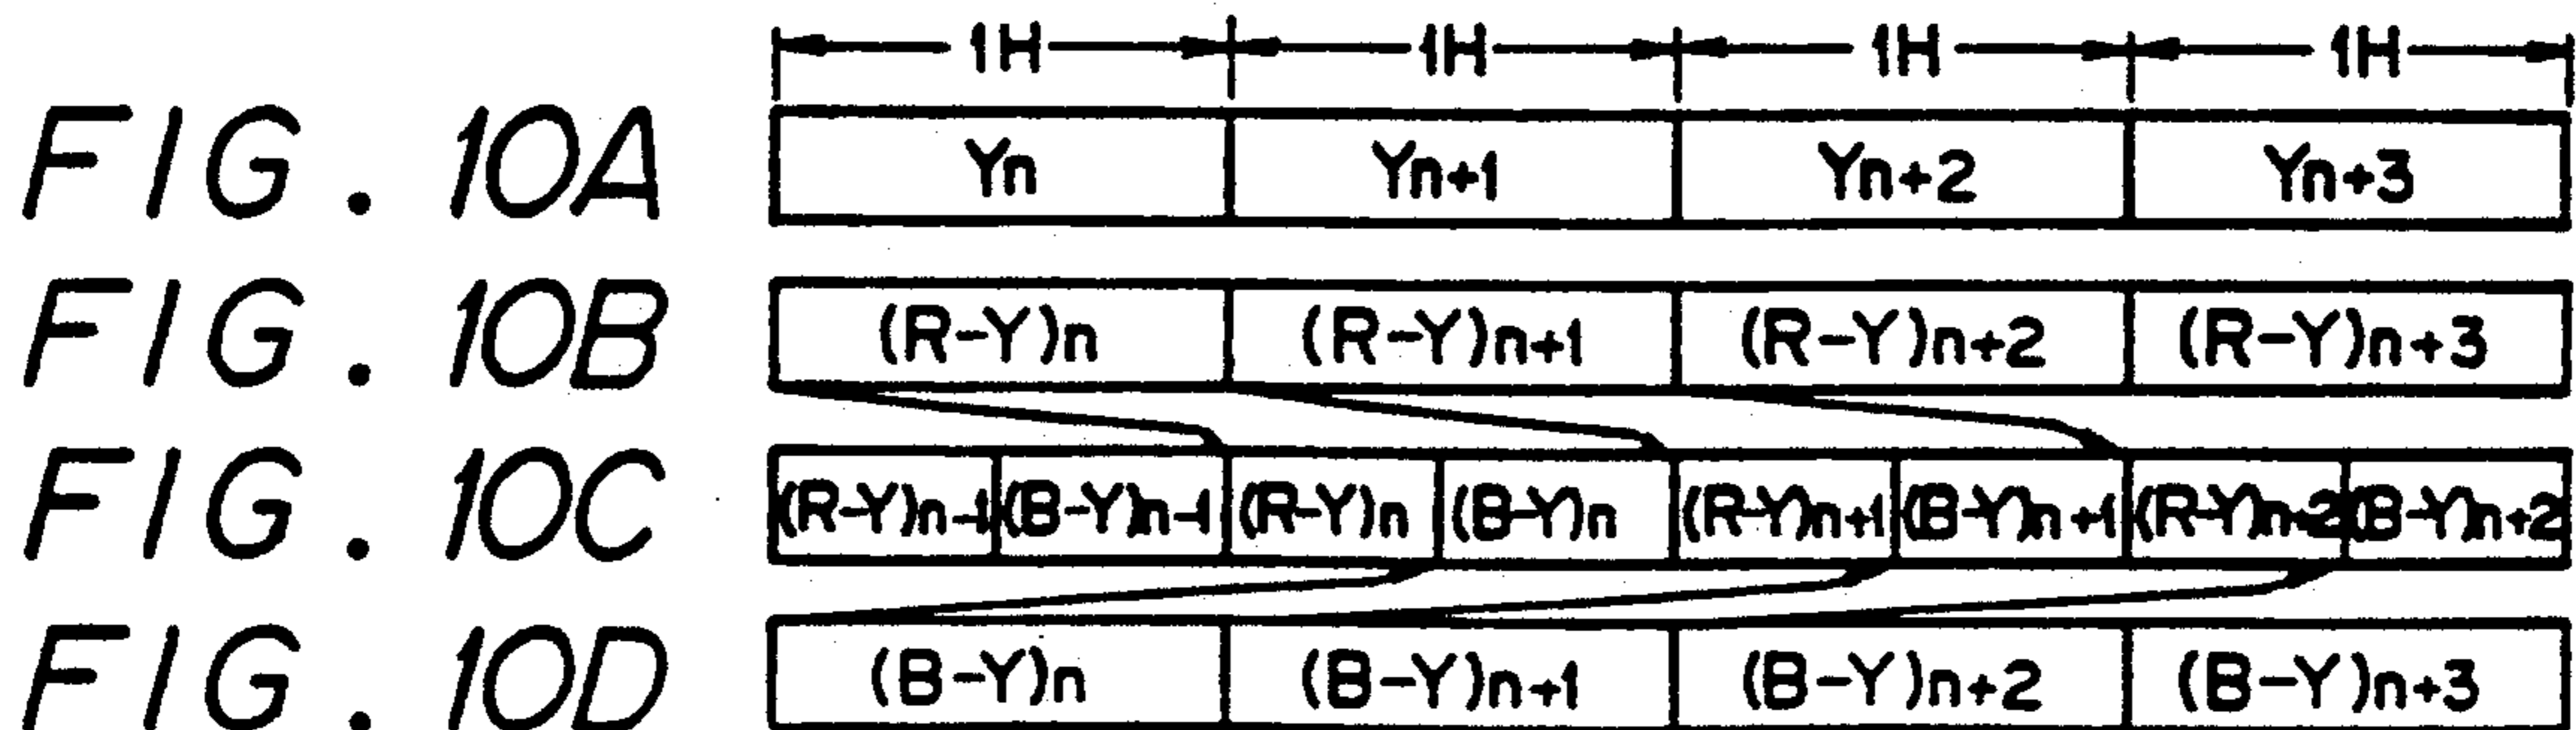 1H 1H 1H 1H
FIG. 10A Yn Yn+1 Yn+2 Yn+3
FIG. 10B (R-Y)n (R-Y)n+1 (R-Y)n+2 (R-Y)n+3
FIG. 10C (R-Y)n-1 (B-Y)n-1 (R-Y)n (B-Y)n (R-Y)n+1 (B-Y)n+1 (R-Y)n+2 (B-Y)n+2
FIG. 10D (B-Y)n (B-Y)n+1 (B-Y)n+2 (B-Y)n+3